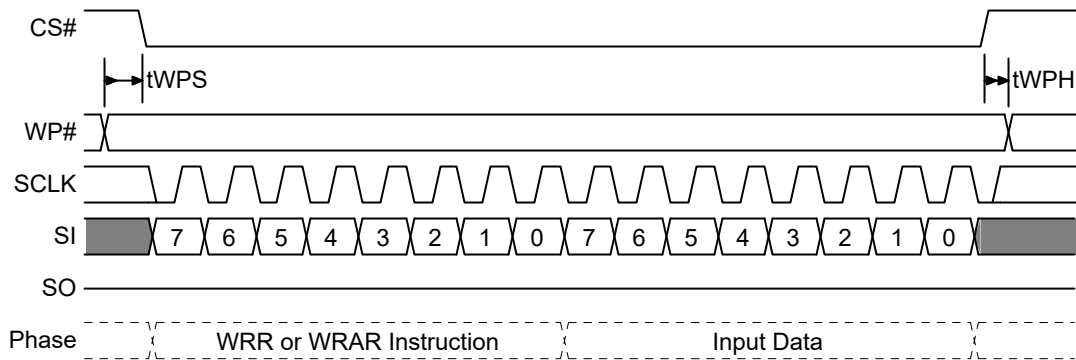 CS#
tWPS tWPH
WP#
SCLK
SI 7 6 5 4 3 2 1 0 7 6 5 4 3 2 1 0
SO
Phase WRR or WRAR Instruction Input Data